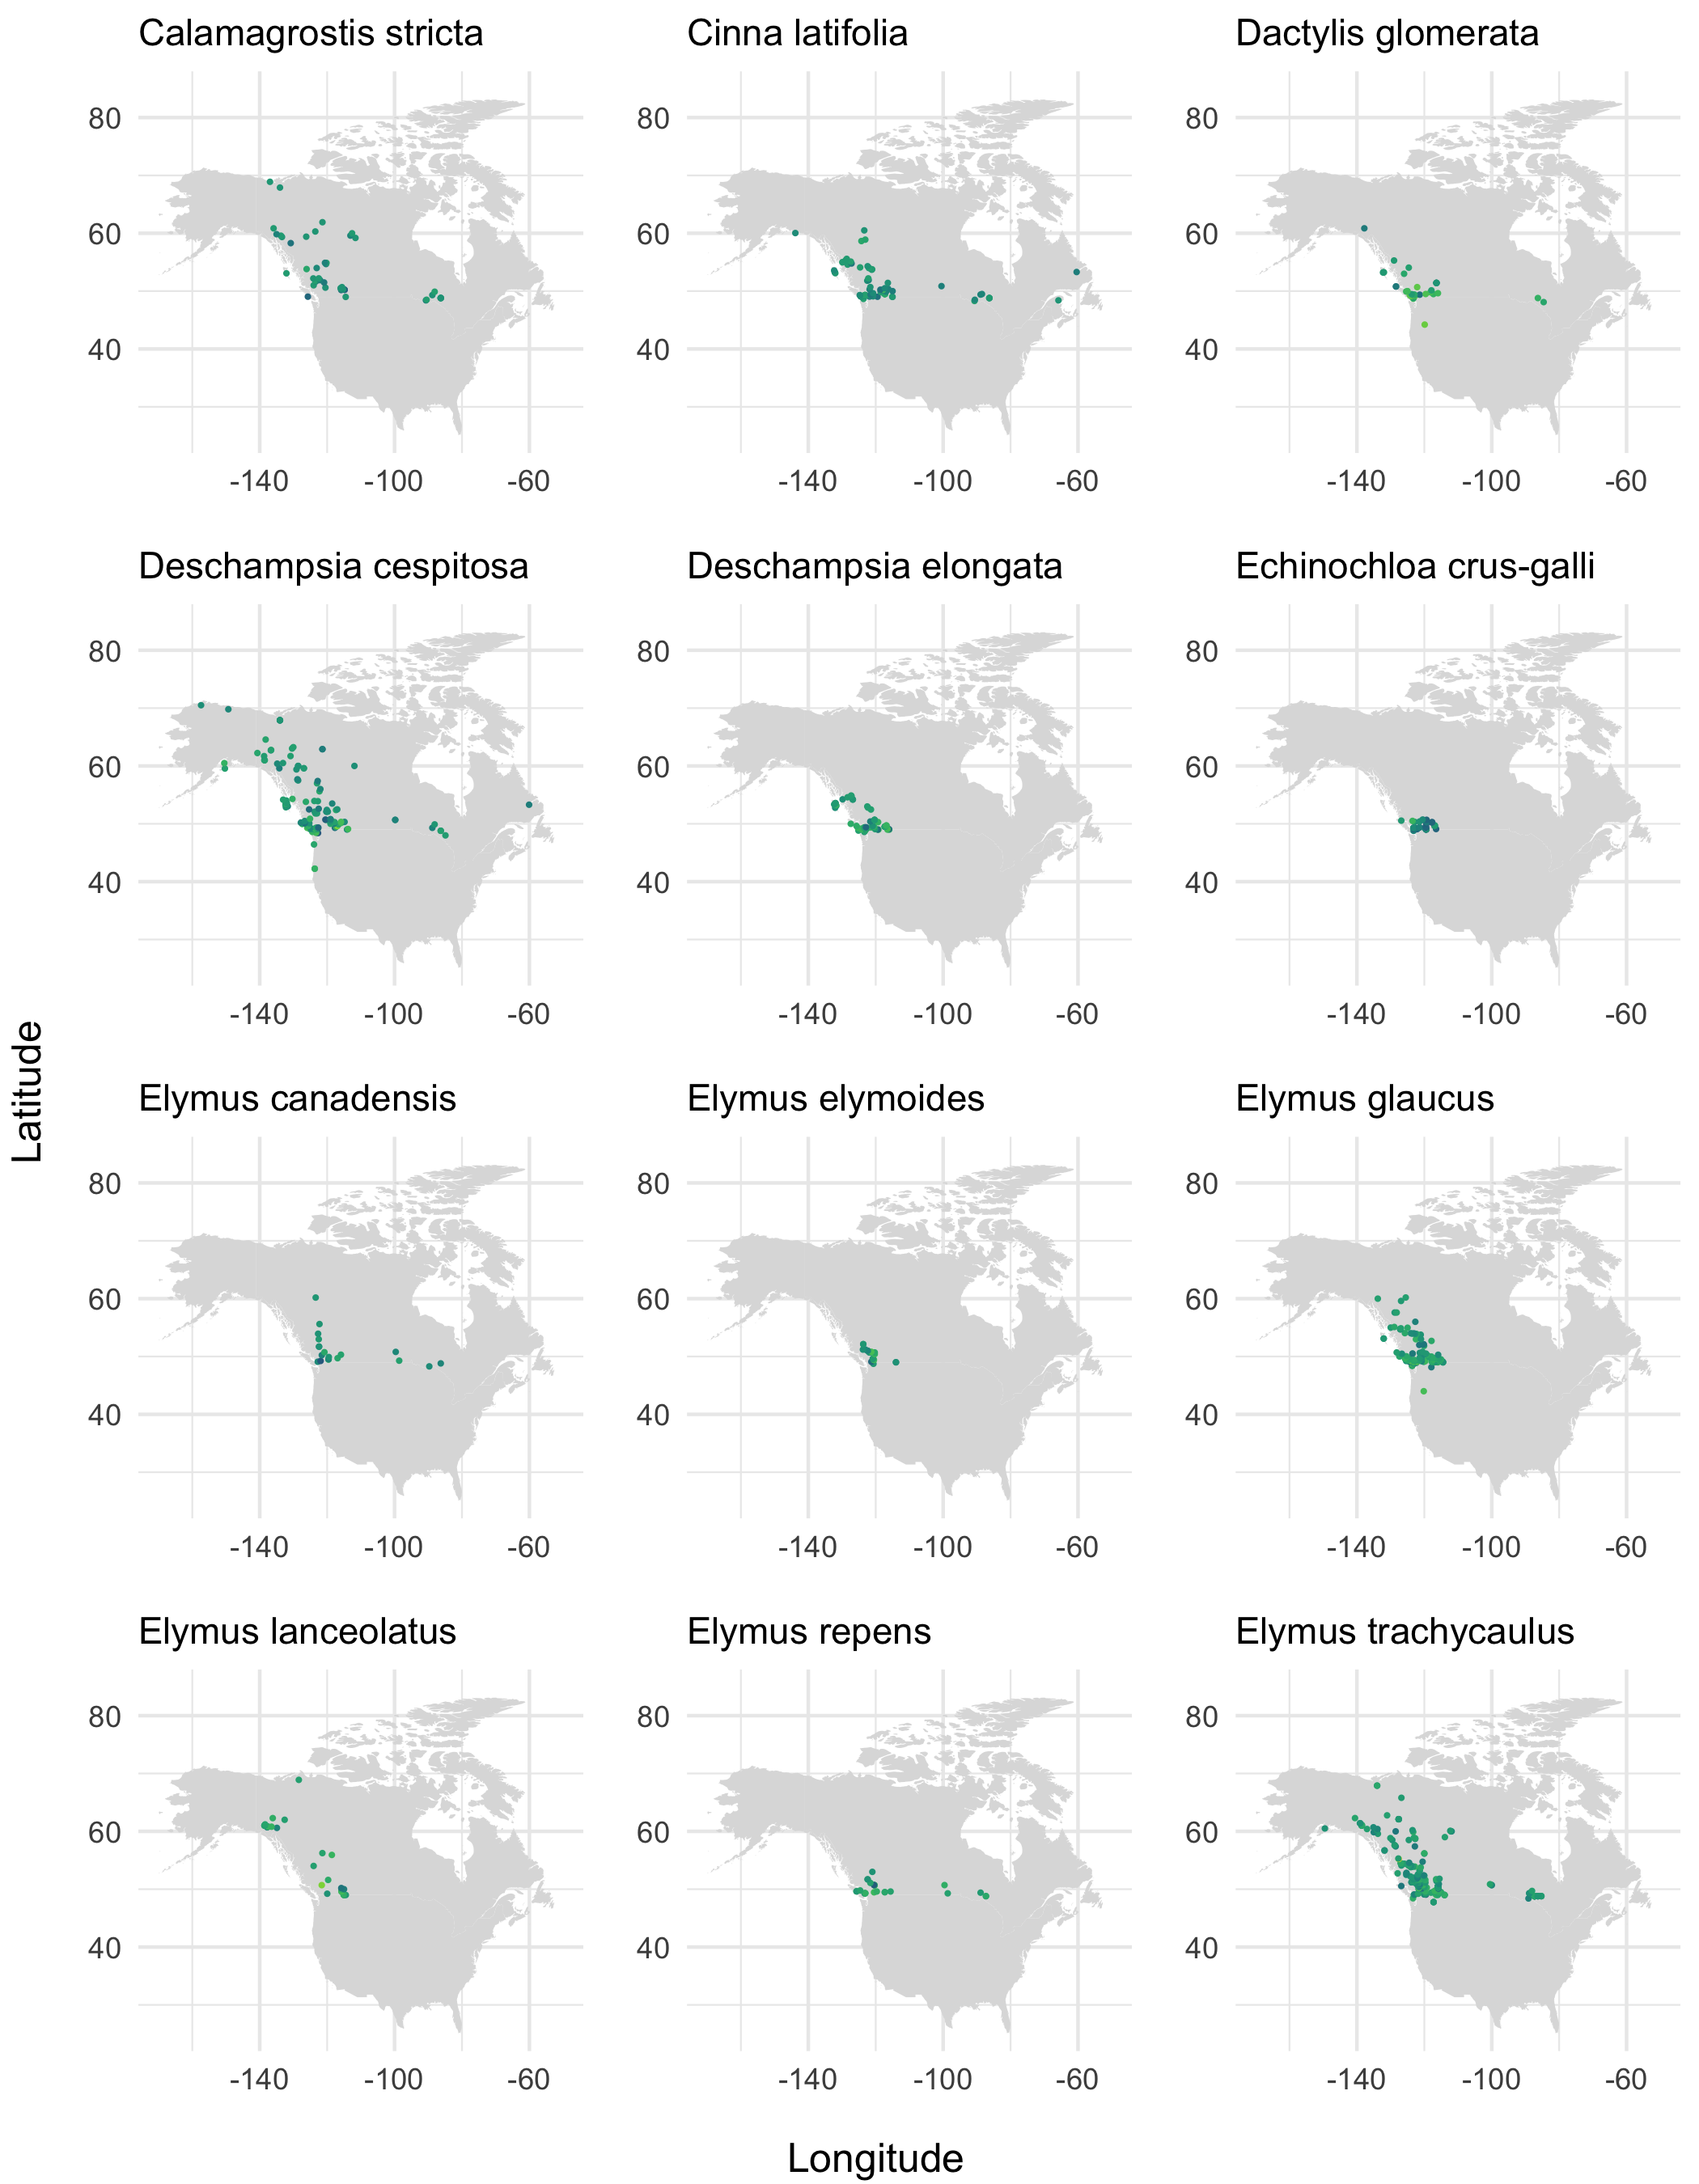 Calamagrostis stricta
Cinna latifolia
Dactylis glomerata
80
60
40
-140 -100 -60
80
60
40
-140 -100 -60
80
60
40
-140 -100 -60
Deschampsia cespitosa
Deschampsia elongata
Echinochloa crus-galli
80
60
40
-140 -100 -60
80
60
40
-140 -100 -60
80
60
40
-140 -100 -60
Latitude
Elymus canadensis
Elymus elymoides
Elymus glaucus
80
60
40
-140 -100 -60
80
60
40
-140 -100 -60
80
60
40
-140 -100 -60
Elymus lanceolatus
Elymus repens
Elymus trachycaulus
80
60
40
-140 -100 -60
80
60
40
-140 -100 -60
80
60
40
-140 -100 -60
Longitude